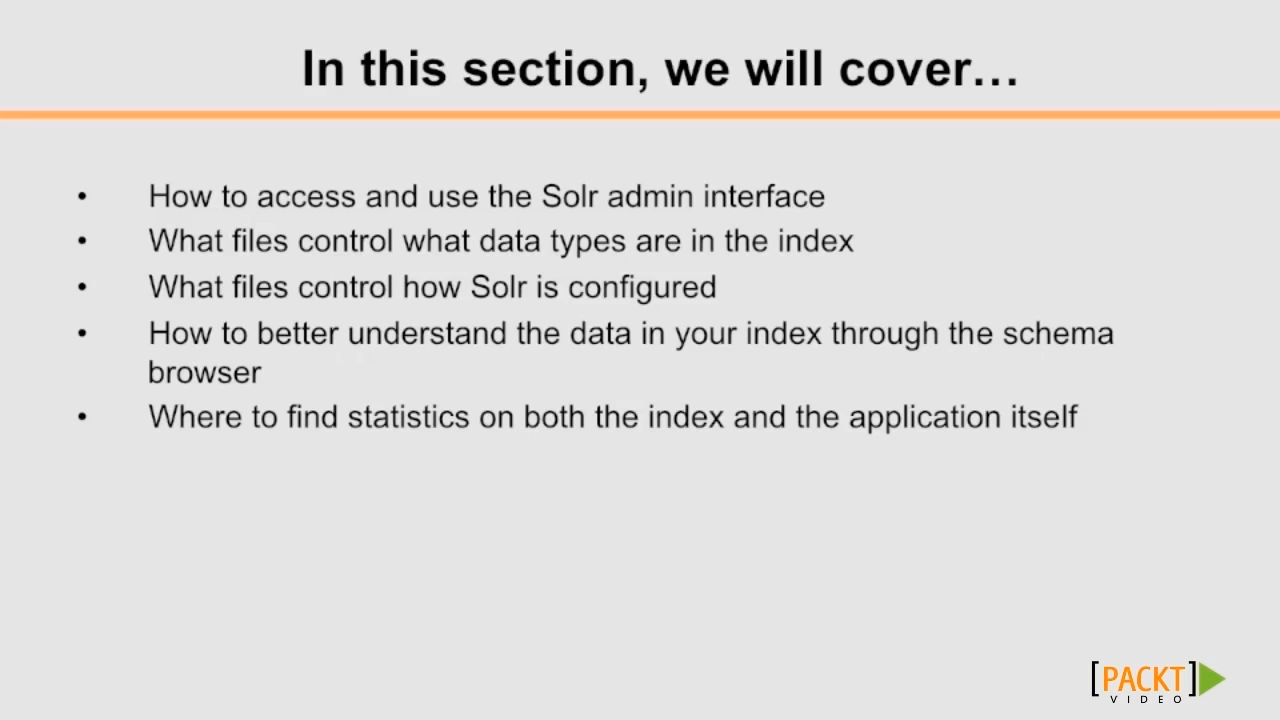 In this section, we will cover...
• How to access and use the Solr admin interface
• What files control what data types are in the index
• What files control how Solr is configured
• How to better understand the data in your index through the schema
browser
• Where to find statistics on both the index and the application itself
[PACKT]
VIDEO